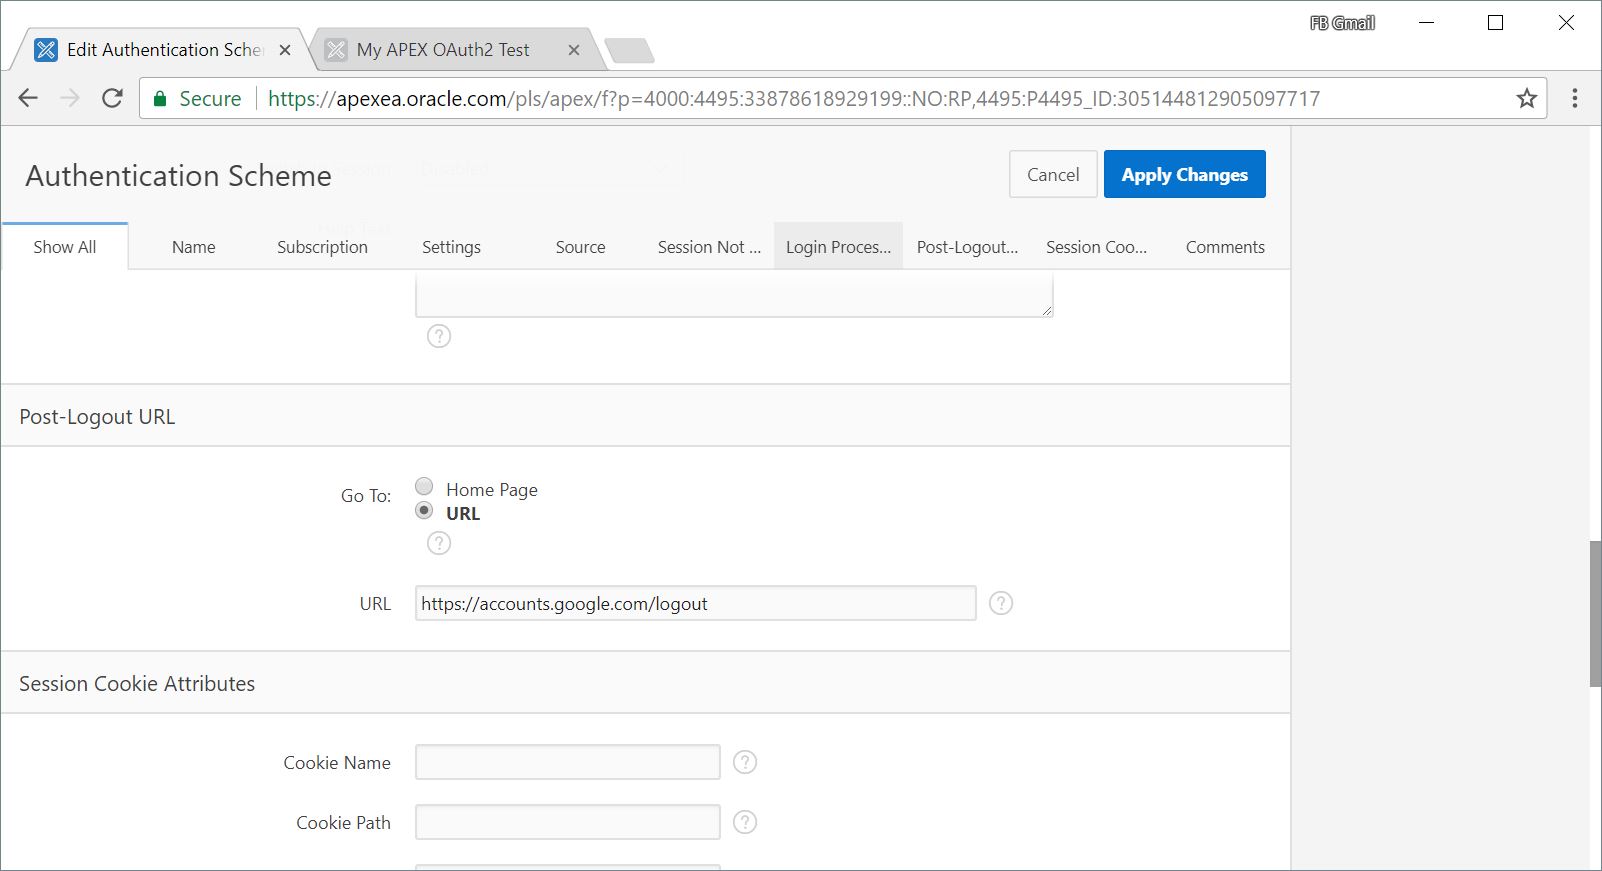 FB Gmail
Edit Authentication Sche
My APEX OAuth2 Test
Secure https://apexea.oracle.com/pls/apex/f?p=4000:4495:33878618929199::NO:RP,4495:P4495_ID:305144812905097717
Authentication Scheme
Cancel
Apply Changes
Show All Name Subscription Settings Source Session Not ... Login Proces... Post-Logout... Session Coo... Comments
?
Post-Logout URL
Go To:
Home Page
URL
?
URL https://accounts.google.com/logout ?
Session Cookie Attributes
Cookie Name ?
Cookie Path ?